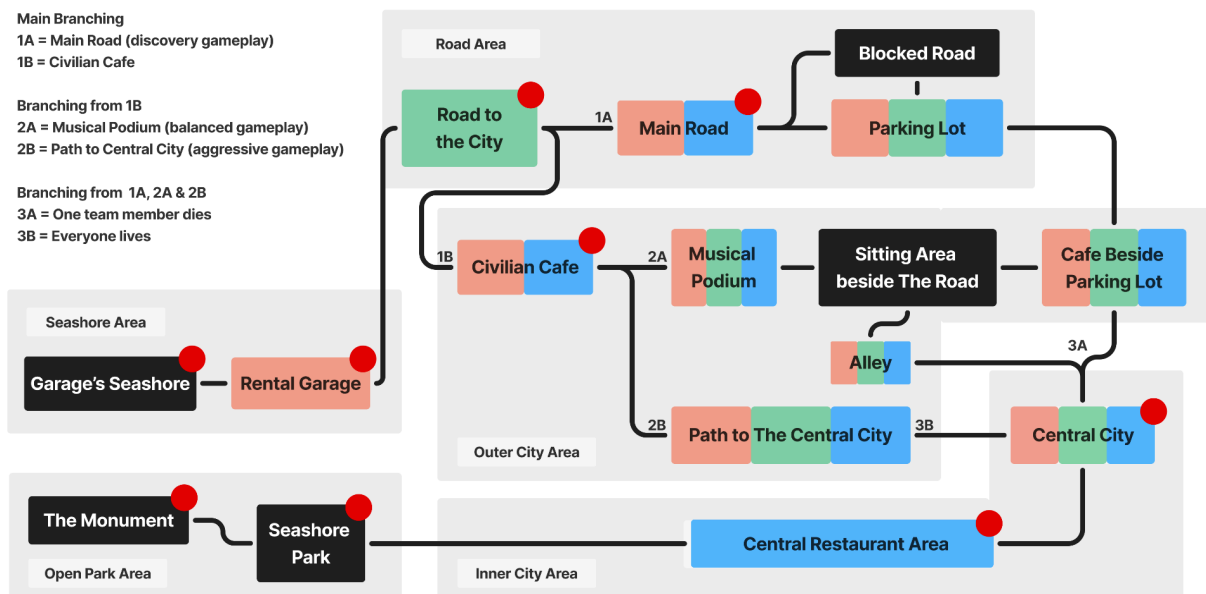 Main Branching
1A = Main Road (discovery gameplay)
1B = Civilian Cafe
Branching from 1B
2A = Musical Podium (balanced gameplay)
2B = Path to Central City (aggressive gameplay)
Branching from 1A, 2A & 2B
3A = One team member dies
3B = Everyone lives
Road Area
Blocked Road
Road to
the City
1A
Main Road
Parking Lot
1B
Civilian Cafe
2A
Musical
Podium
Sitting Area
beside The Road
Cafe Beside
Parking Lot
Seashore Area
Garage's Seashore
Rental Garage
Alley
3A
2B
Path to The Central City
3B
Central City
Outer City Area
The Monument
Seashore
Park
Central Restaurant Area
Open Park Area
Inner City Area